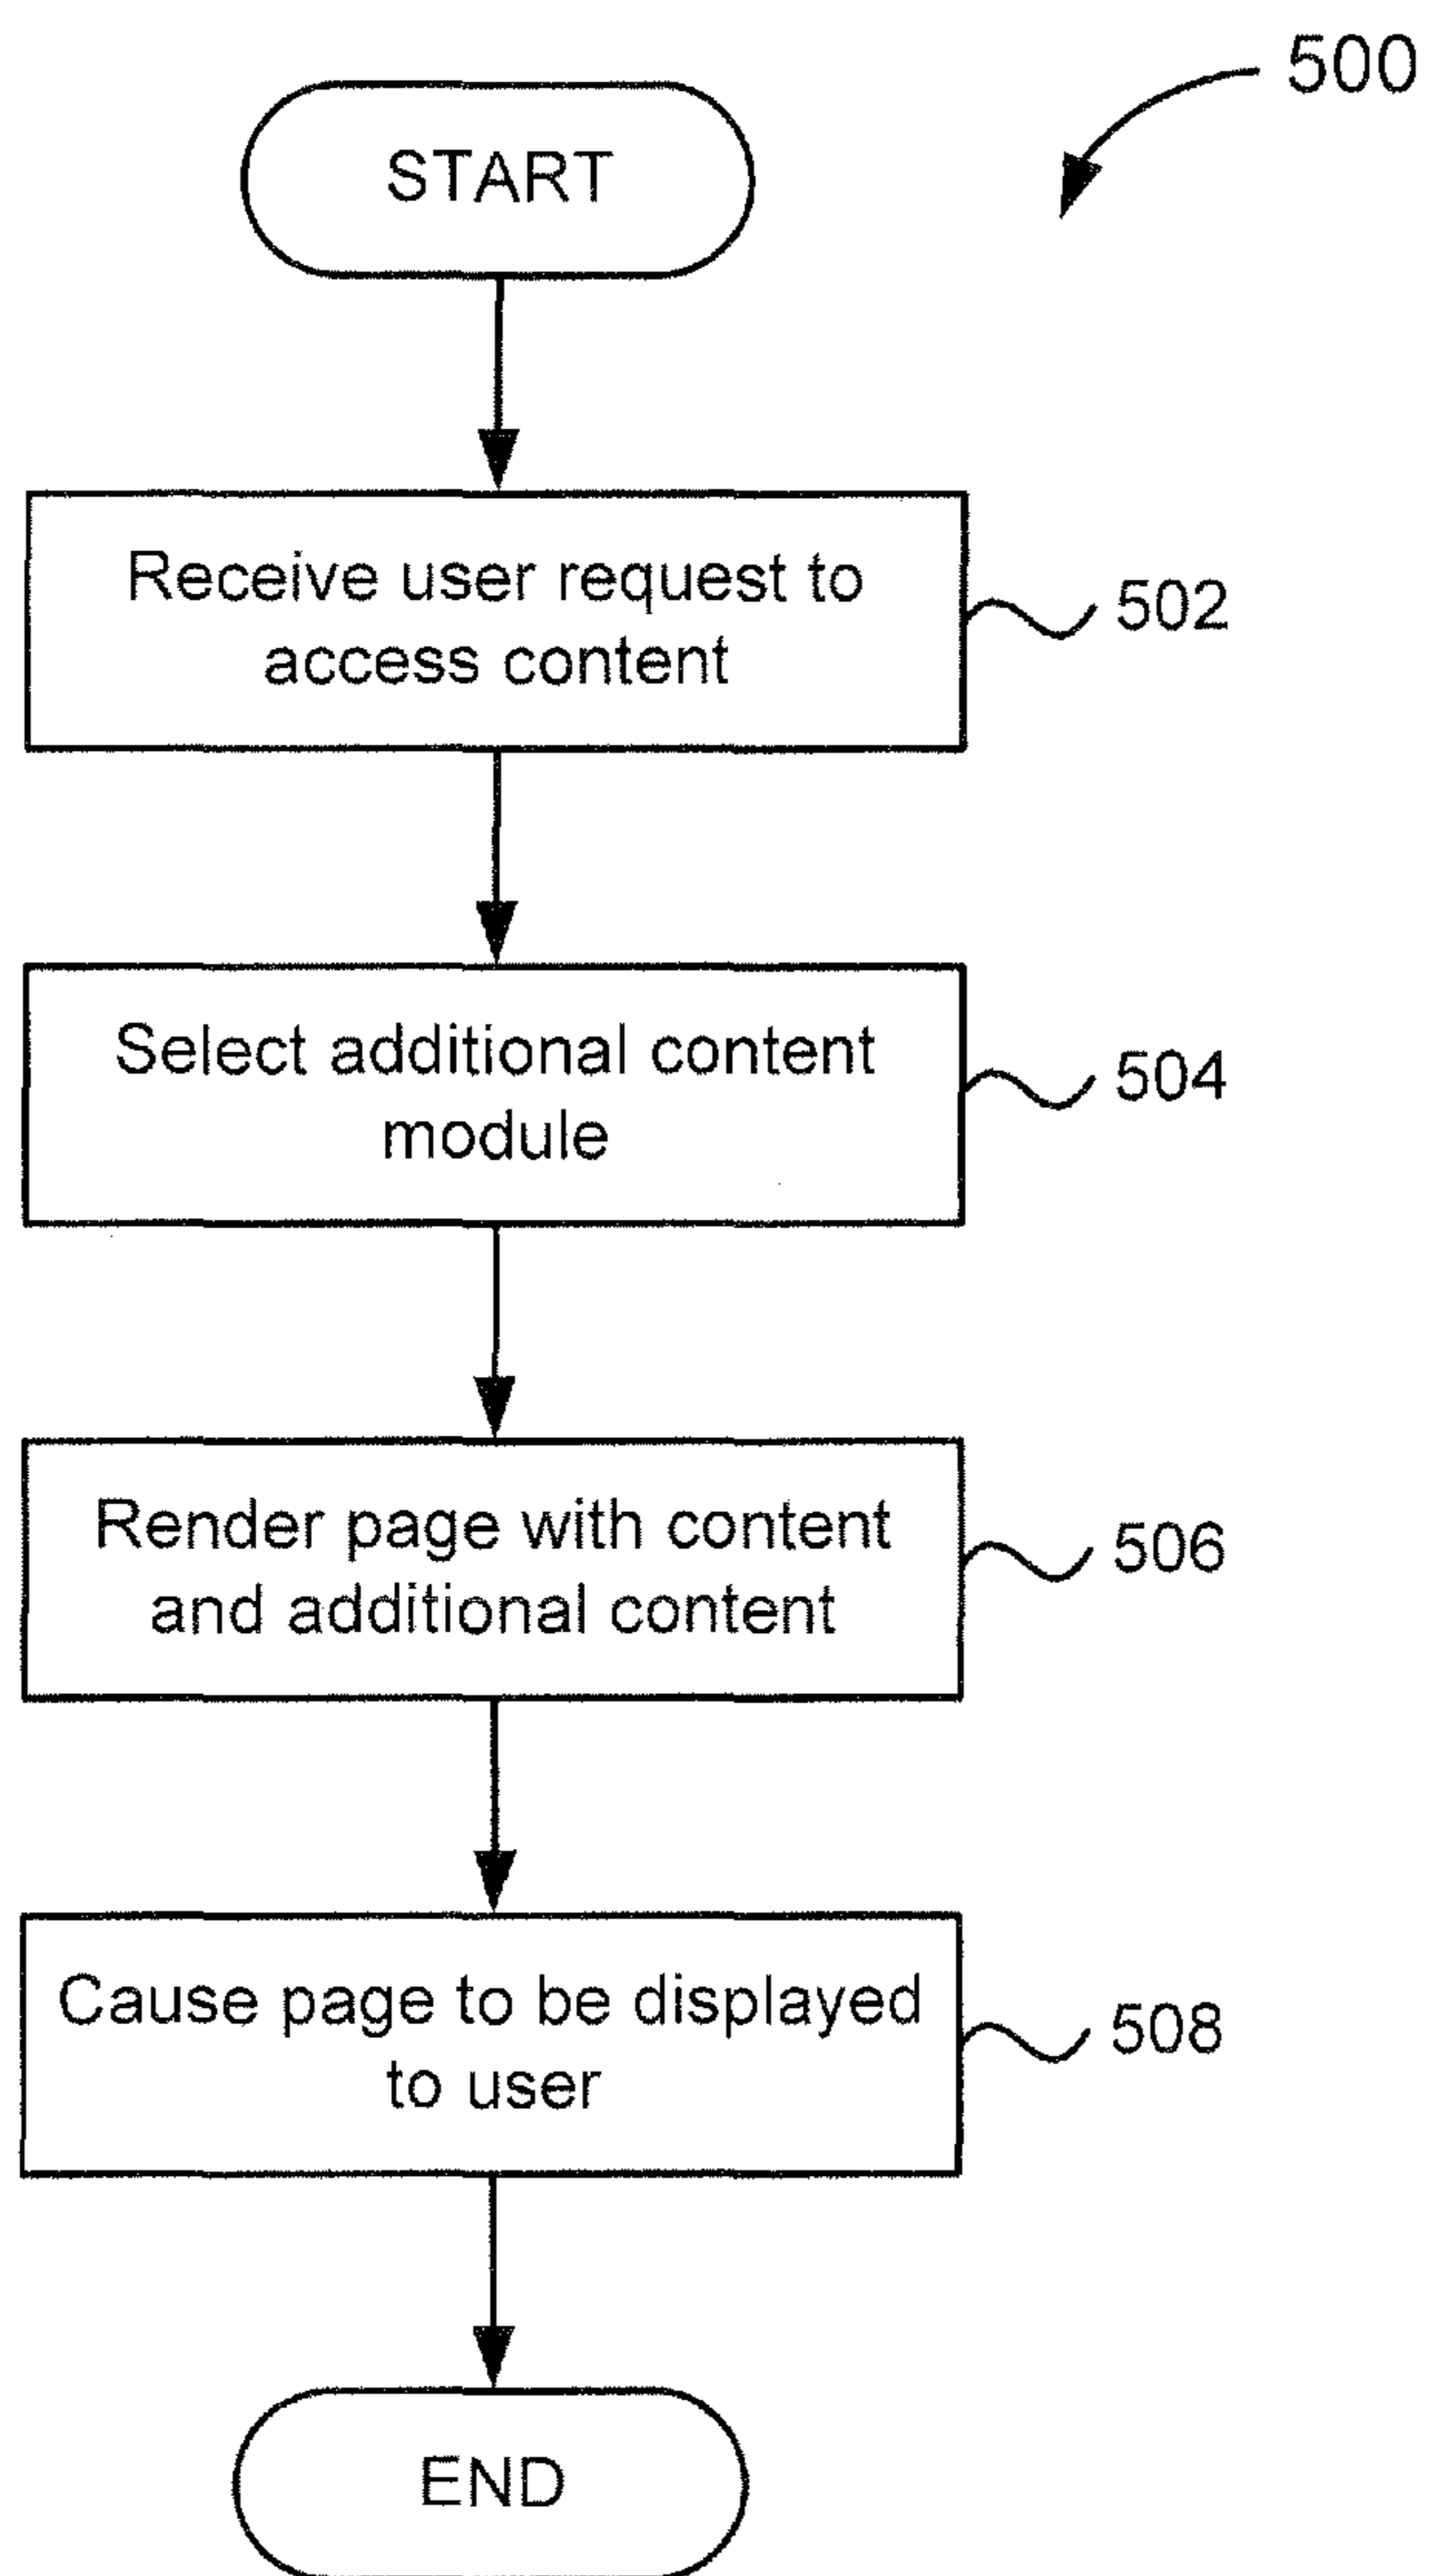 500
START
Receive user request to
access content
502
Select additional content
module
504
Render page with content
and additional content
506
Cause page to be displayed
to user
508
END